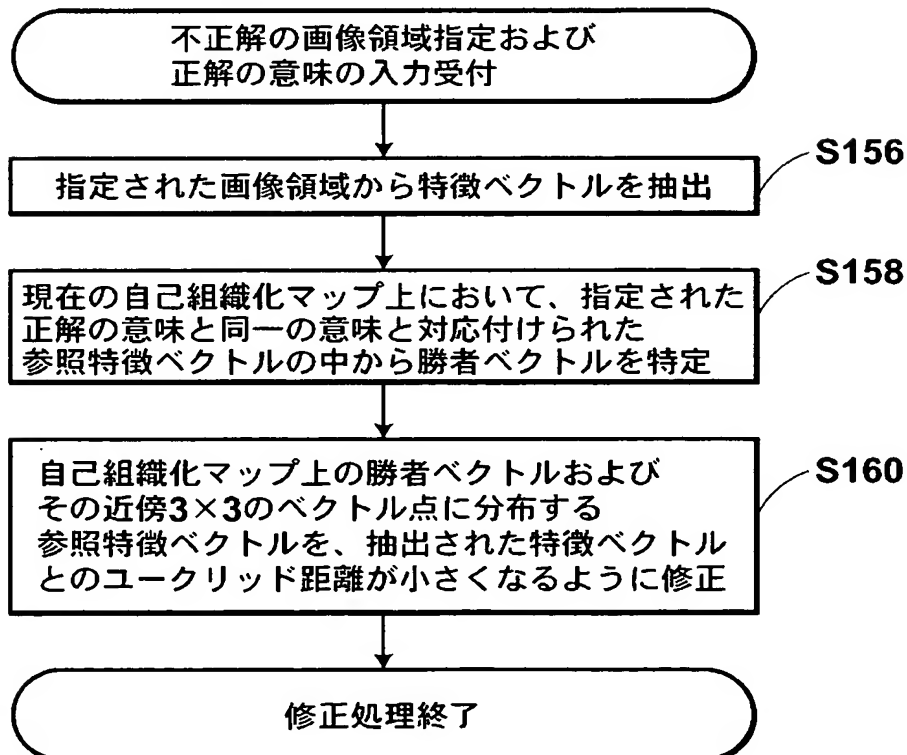 不正解の画像領域指定および
正解の意味の入力受付
S156
指定された画像領域から特徴ベクトルを抽出
S158
現在の自己組織化マップ上において、指定された
正解の意味と同一の意味と対応付けられた
参照特徴ベクトルの中から勝者ベクトルを特定
S160
自己組織化マップ上の勝者ベクトルおよび
その近傍3×3のベクトル点に分布する
参照特徴ベクトルを、抽出された特徴ベクトル
とのユークリッド距離が小さくなるように修正
修正処理終了